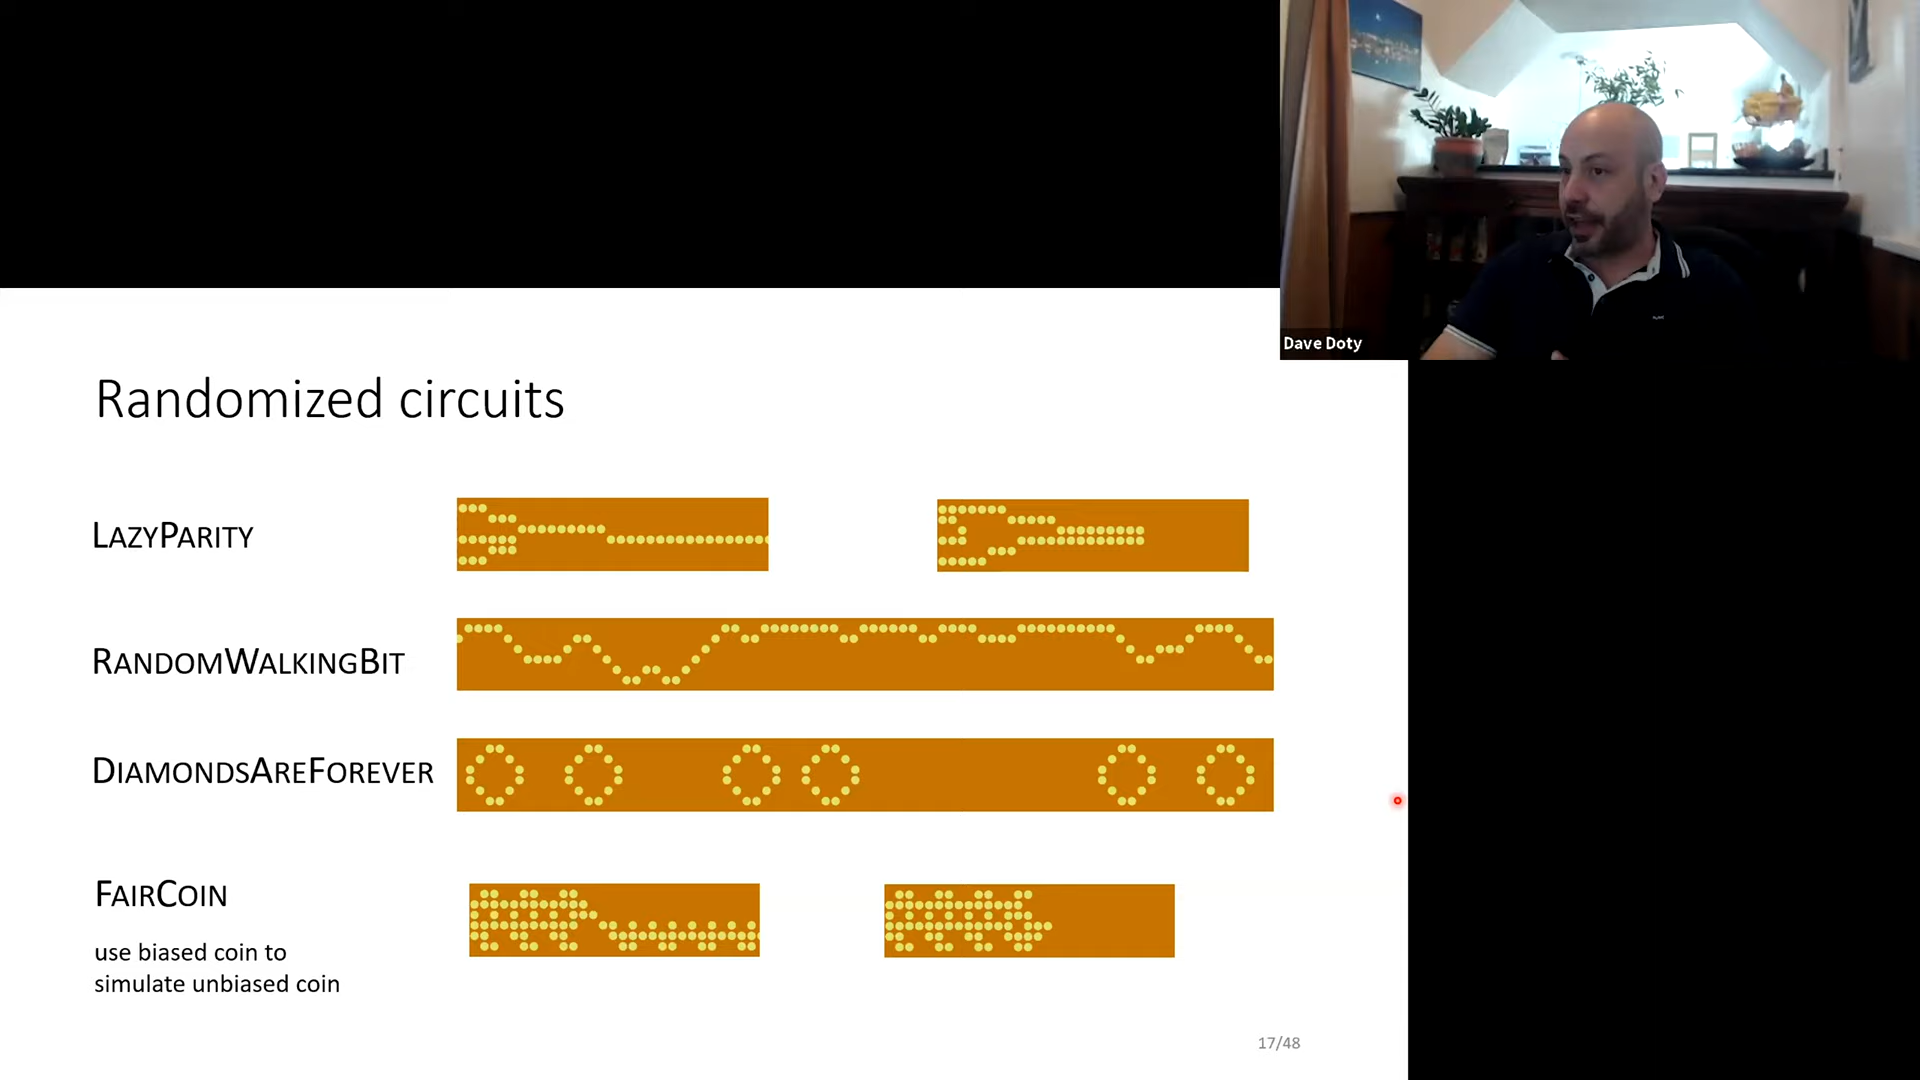 Dave Doty
Randomized circuits
LAZYPARITY
RANDOMWALKINGBIT
DIAMONDSAREFOREVER
FAIRCOIN
use biased coin to
simulate unbiased coin
17/48